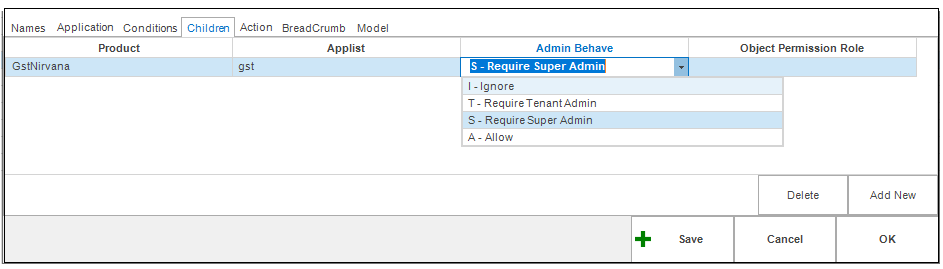 Names Application Conditions Children Action BreadCrumb Model
Product Applist Admin Behave Object Permission Role
GstNirvana gst S - Require Super Admin
I - Ignore
T - Require Tenant Admin
S - Require Super Admin
A - Allow
Delete Add New
Save Cancel OK